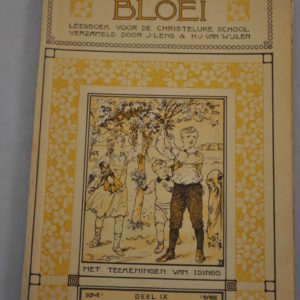 BLOEI
LEESBOEK VOOR DE CHRISTELIJKE SCHOOL
VERZAMELD DOOR J. LENS & H.J. VAN WIJLEN
MET TEEKENINGEN VAN ISINGS
DEEL IX